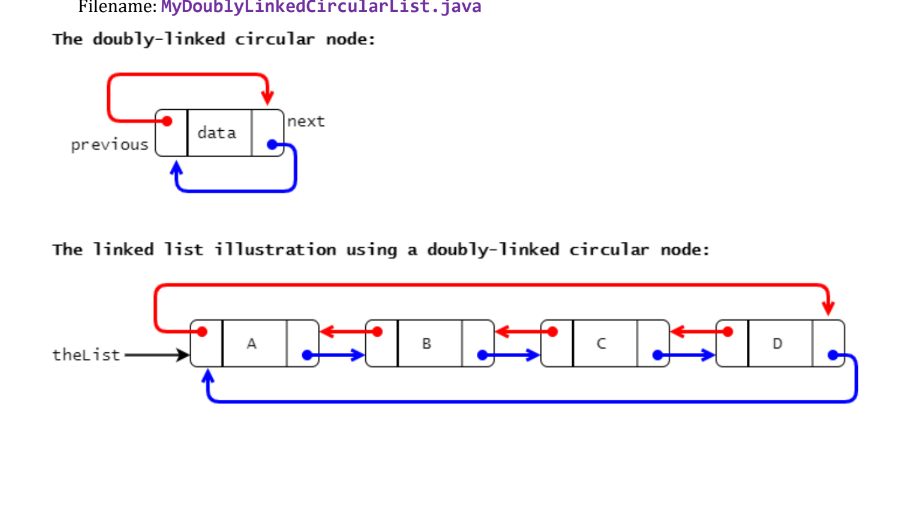 Filename: MyDoublyLinkedCircularList.java
The doubly-linked circular node:
next
data
previous
The linked list illustration using a doubly-linked circular node:
A B C D
theList